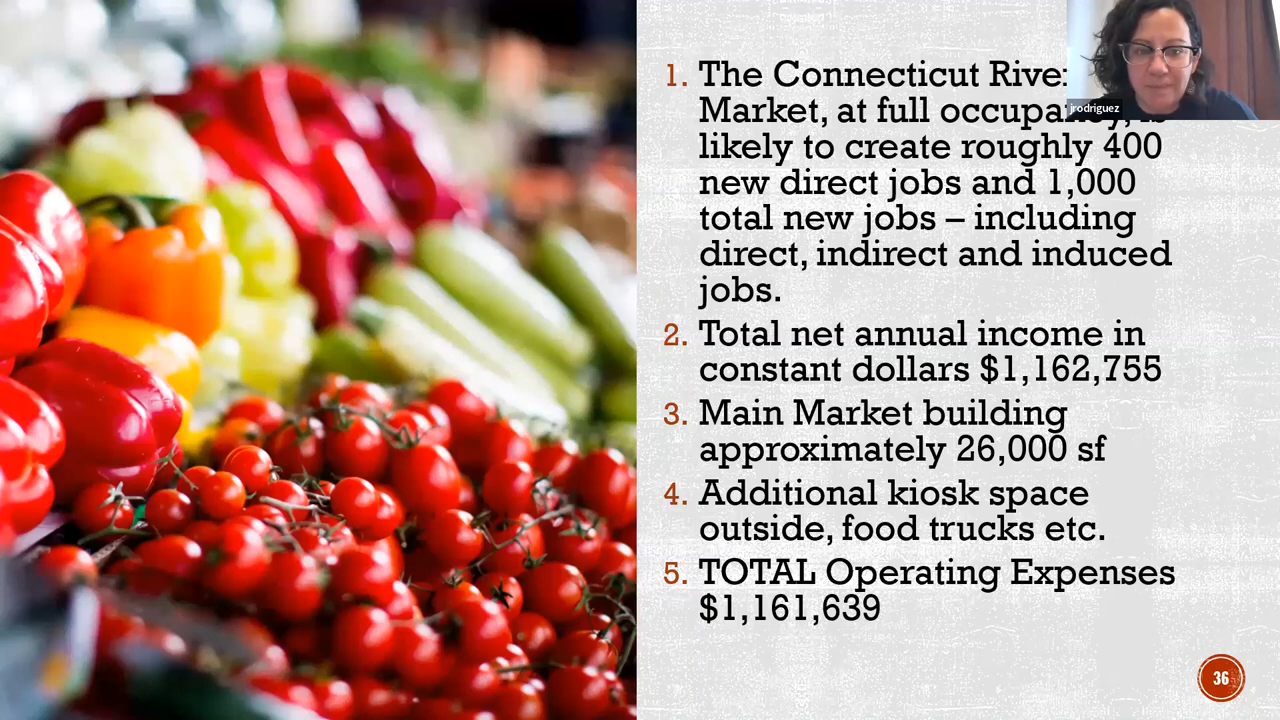 1. The Connecticut River
Market, at full occupancy, is
likely to create roughly 400
new direct jobs and 1,000
total new jobs – including
direct, indirect and induced
jobs.
2. Total net annual income in
constant dollars $1,162,755
3. Main Market building
approximately 26,000 sf
4. Additional kiosk space
outside, food trucks etc.
5. TOTAL Operating Expenses
$1,161,639
jrodriguez
36